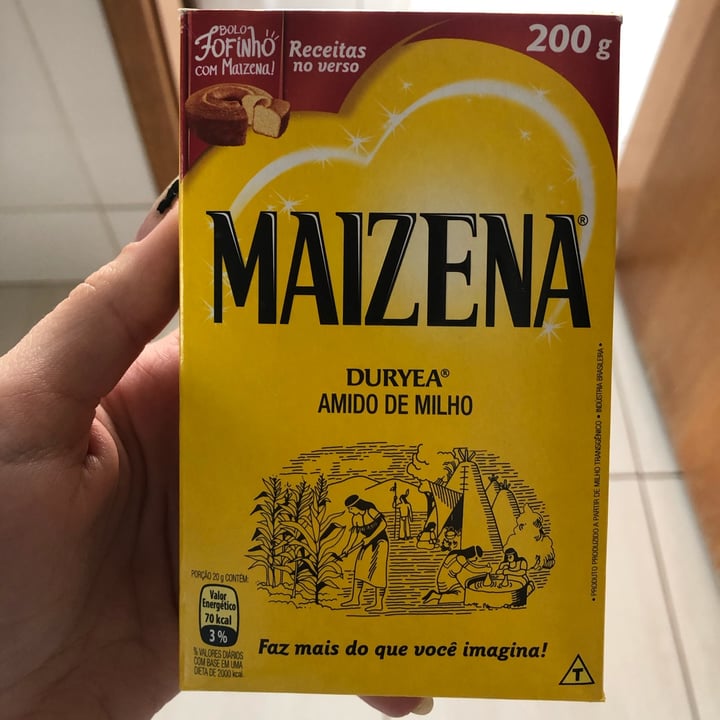 BOLO
Fofinho
COM Maizena!
Receitas
no verso
200 g
MAIZENA®
DURYEA®
AMIDO DE MILHO
• PRODUTO PRODUZIDO A PARTIR DE MILHO TRANSGÊNICO • INDÚSTRIA BRASILEIRA •
PORÇÃO 20 g CONTÉM:
Valor
Energético
70 kcal
3 %
% VALORES DIÁRIOS
COM BASE EM UMA
DIETA DE 2000 kcal
Faz mais do que você imagina!
T